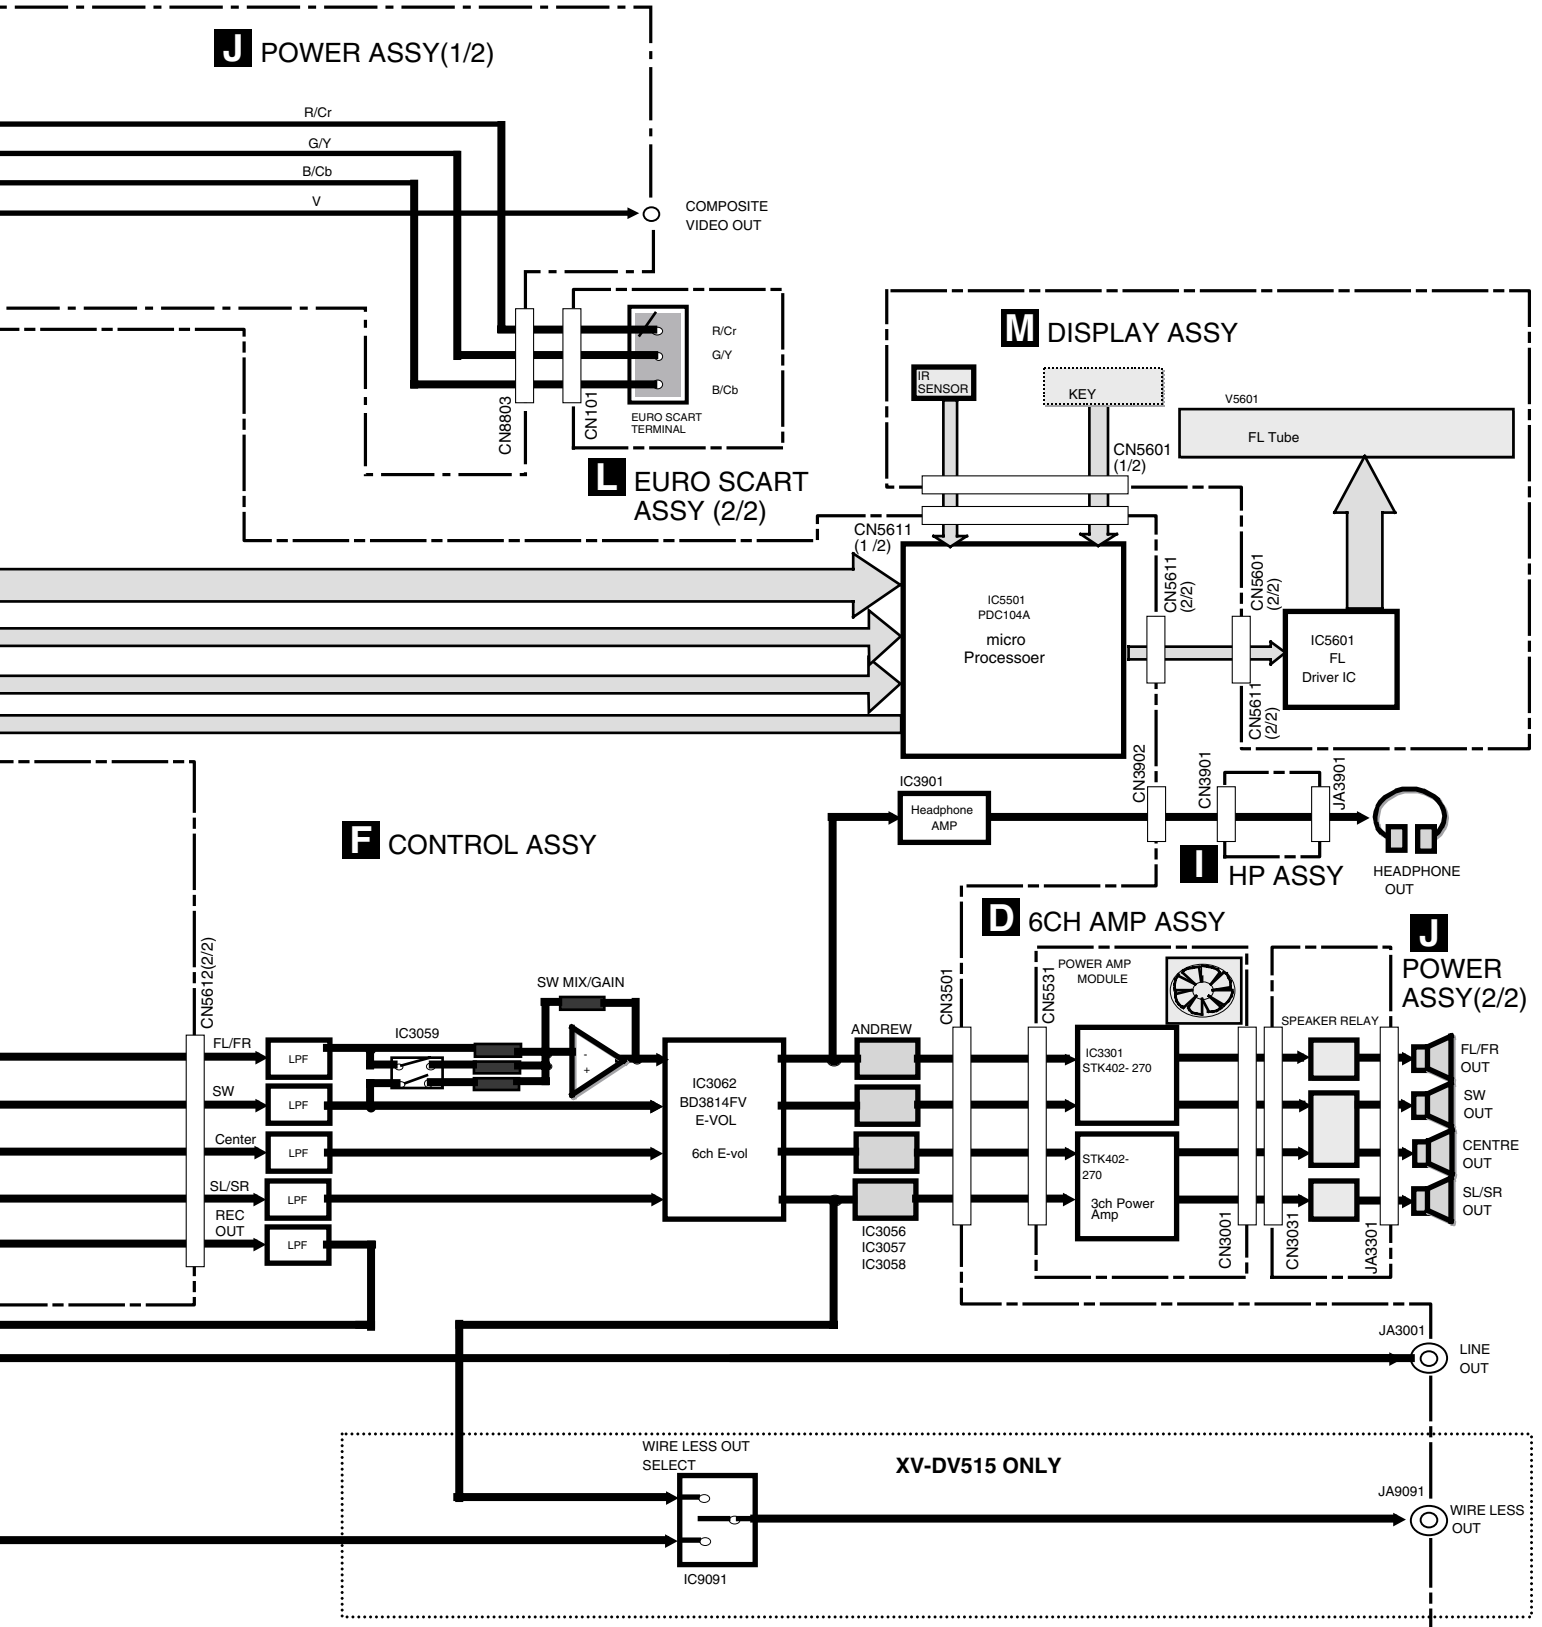 J POWER ASSY(1/2)
R/Cr
G/Y
B/Cb
V
COMPOSITE
VIDEO OUT
R/Cr
G/Y
B/Cb
EURO SCART
TERMINAL
CN8803
CN101
L EURO SCART
ASSY (2/2)
M DISPLAY ASSY
IR
SENSOR
KEY
V5601
FL Tube
CN5601
(1/2)
CN5611
(1 /2)
IC5501
PDC104A
micro
Processoer
CN5611
(2/2)
CN5601
(2/2)
IC5601
FL
Driver IC
CN5611
(2/2)
F CONTROL ASSY
IC3901
Headphone
AMP
CN3902
CN3901
JA3901
I HP ASSY
HEADPHONE
OUT
D 6CH AMP ASSY
J
POWER
ASSY(2/2)
CN5612(2/2)
FL/FR
LPF
SW
LPF
Center
LPF
SL/SR
LPF
REC
OUT
LPF
IC3059
SW MIX/GAIN
-
+
IC3062
BD3814FV
E-VOL
6ch E-vol
ANDREW
IC3056
IC3057
IC3058
CN3501
CN5531
POWER AMP
MODULE
IC3301
STK402- 270
STK402-
270
3ch Power
Amp
CN3001
CN3031
SPEAKER RELAY
JA3301
FL/FR
OUT
SW
OUT
CENTRE
OUT
SL/SR
OUT
JA3001
LINE
OUT
WIRE LESS OUT
SELECT
XV-DV515 ONLY
IC9091
JA9091
WIRE LESS
OUT